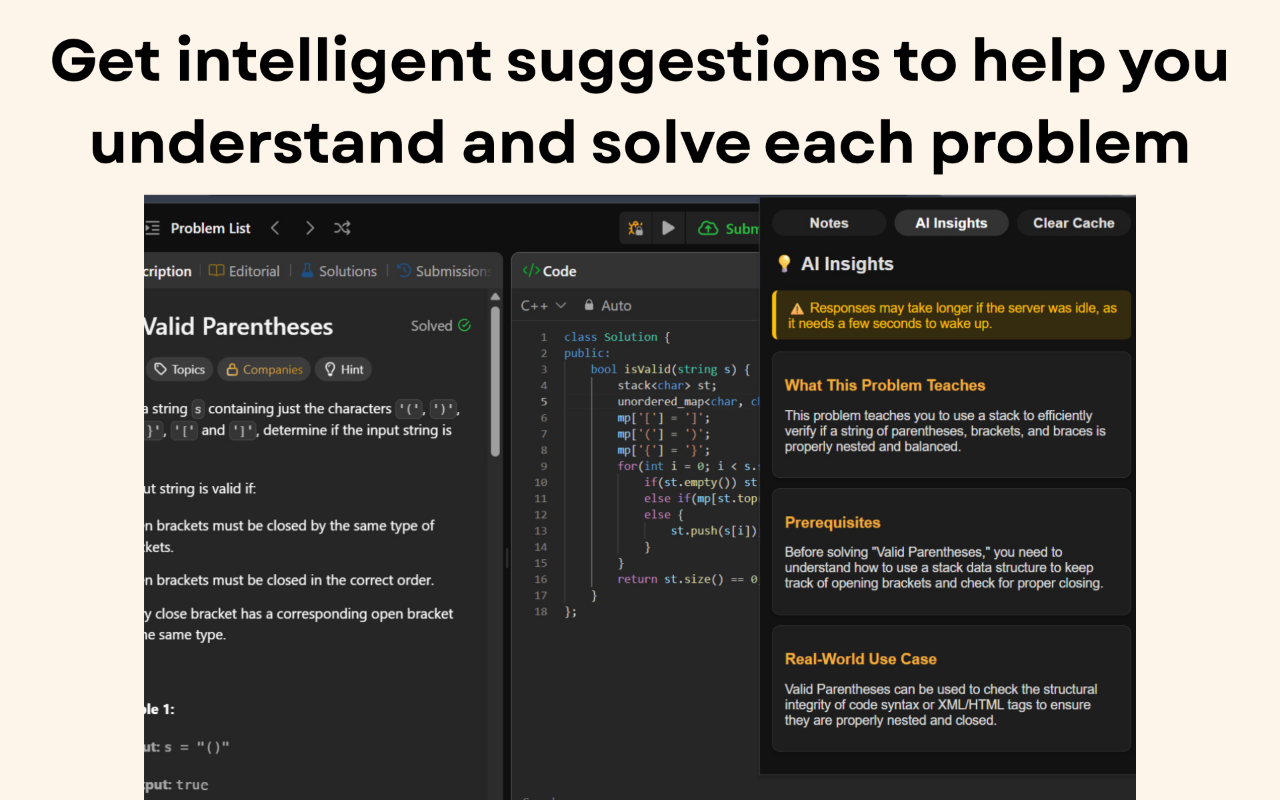 Get intelligent suggestions to help you
understand and solve each problem
Problem List
Subm
Notes
AI Insights
Clear Cache
cription
Editorial
Solutions
Submissions
</> Code
C++
Auto
Valid Parentheses
Solved
Topics
Companies
Hint
a string s containing just the characters '(', ')',
}', '[' and ']', determine if the input string is
ut string is valid if:
n brackets must be closed by the same type of
kets.
n brackets must be closed in the correct order.
y close bracket has a corresponding open bracket
he same type.
ple 1:
ut: s = "()"
put: true
1 class Solution {
2 public:
3 bool isValid(string s) {
4 stack<char> st;
5 unordered_map<char, ch
6 mp['['] = ']';
7 mp['('] = ')';
8 mp['{'] = '}';
9 for(int i = 0; i < s.s
10 if(st.empty()) st
11 else if(mp[st.top
12 else {
13 st.push(s[i])
14 }
15 }
16 return st.size() == 0
17 }
18 };
AI Insights
Responses may take longer if the server was idle, as
it needs a few seconds to wake up.
What This Problem Teaches
This problem teaches you to use a stack to efficiently
verify if a string of parentheses, brackets, and braces is
properly nested and balanced.
Prerequisites
Before solving "Valid Parentheses," you need to
understand how to use a stack data structure to keep
track of opening brackets and check for proper closing.
Real-World Use Case
Valid Parentheses can be used to check the structural
integrity of code syntax or XML/HTML tags to ensure
they are properly nested and closed.